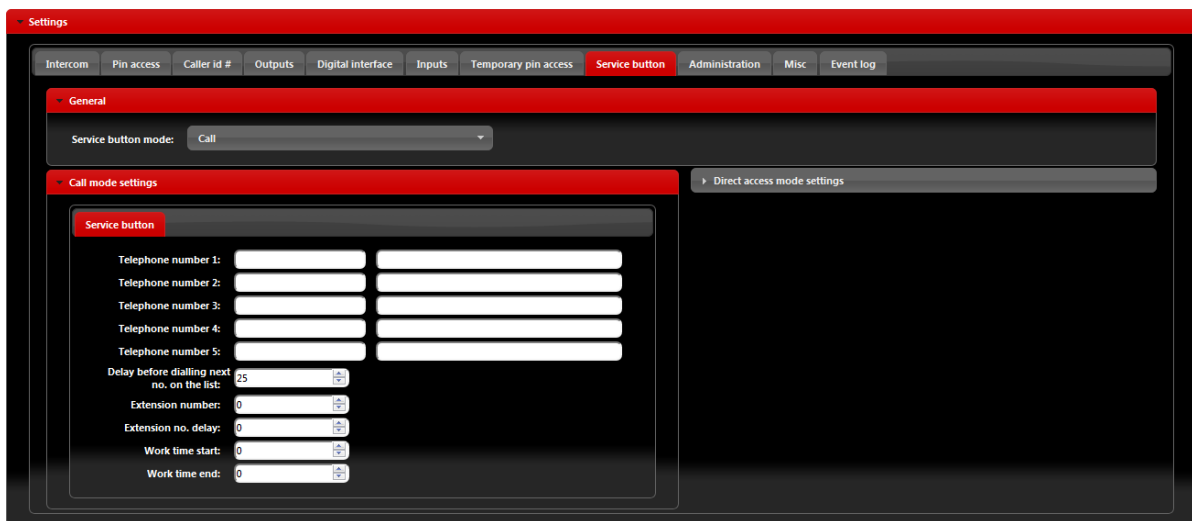 Settings
Intercom Pin access Caller id # Outputs Digital interface Inputs Temporary pin access Service button Administration Misc Event log
General
Service button mode: Call
Call mode settings
Direct access mode settings
Service button
Telephone number 1:
Telephone number 2:
Telephone number 3:
Telephone number 4:
Telephone number 5:
Delay before dialling next
no. on the list: 25
Extension number: 0
Extension no. delay: 0
Work time start: 0
Work time end: 0